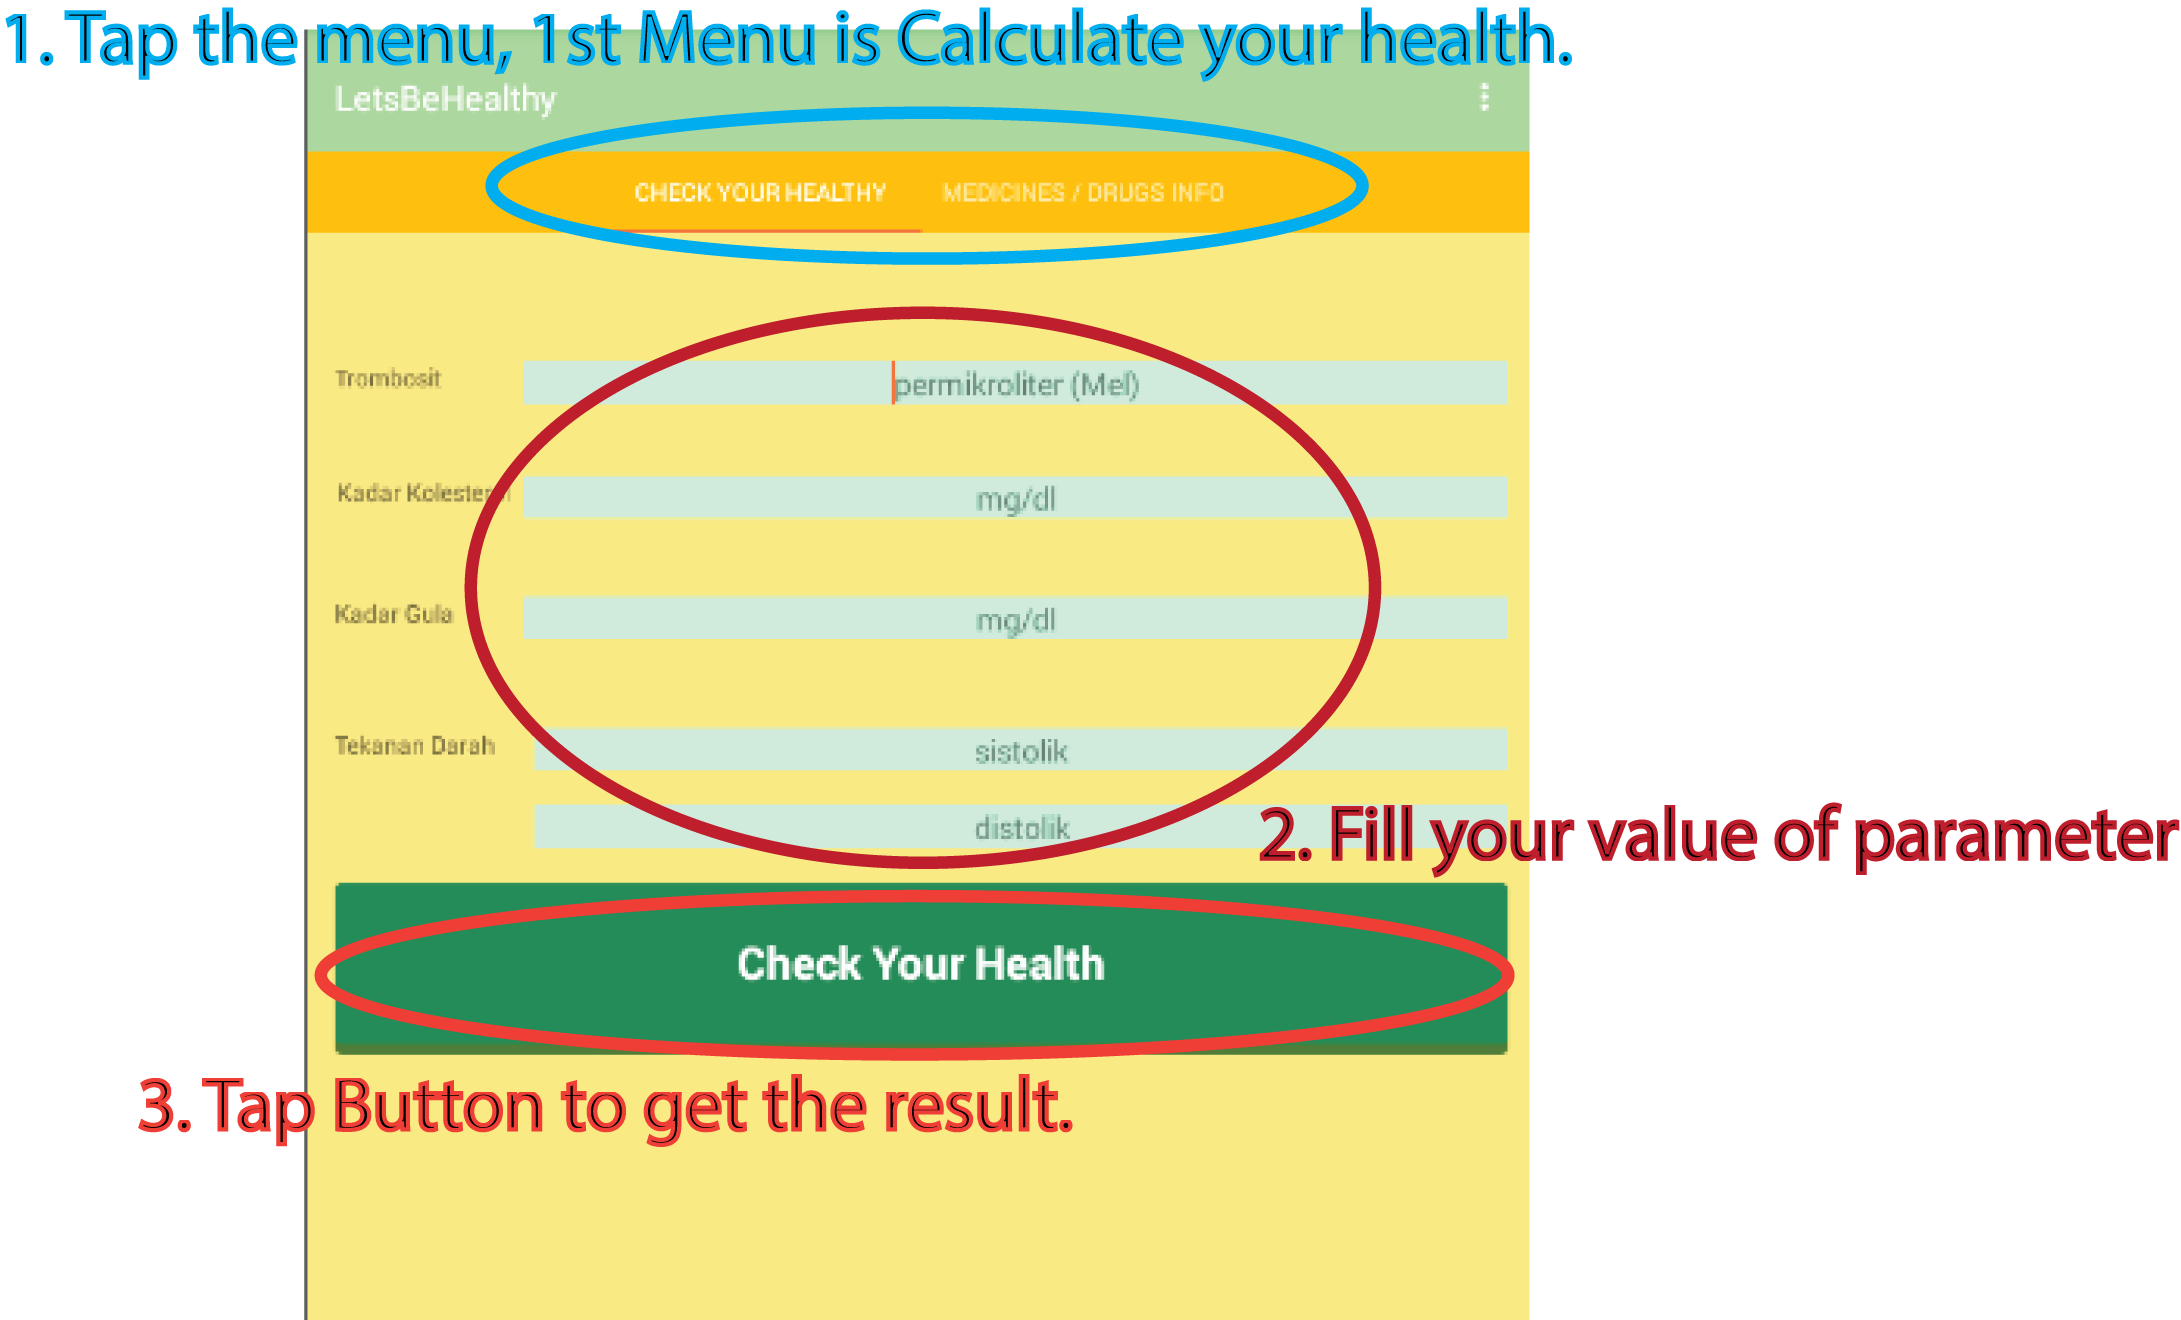 1. Tap the menu, 1st Menu is Calculate your health.
LetsBeHealthy
CHECK YOUR HEALTHY MEDICINES / DRUGS INFO
Trombosit permikroliter (Mel)
Kadar Kolesterol mg/dl
Kadar Gula mg/dl
Tekanan Darah sistolik
distolik
2. Fill your value of parameter
Check Your Health
3. Tap Button to get the result.